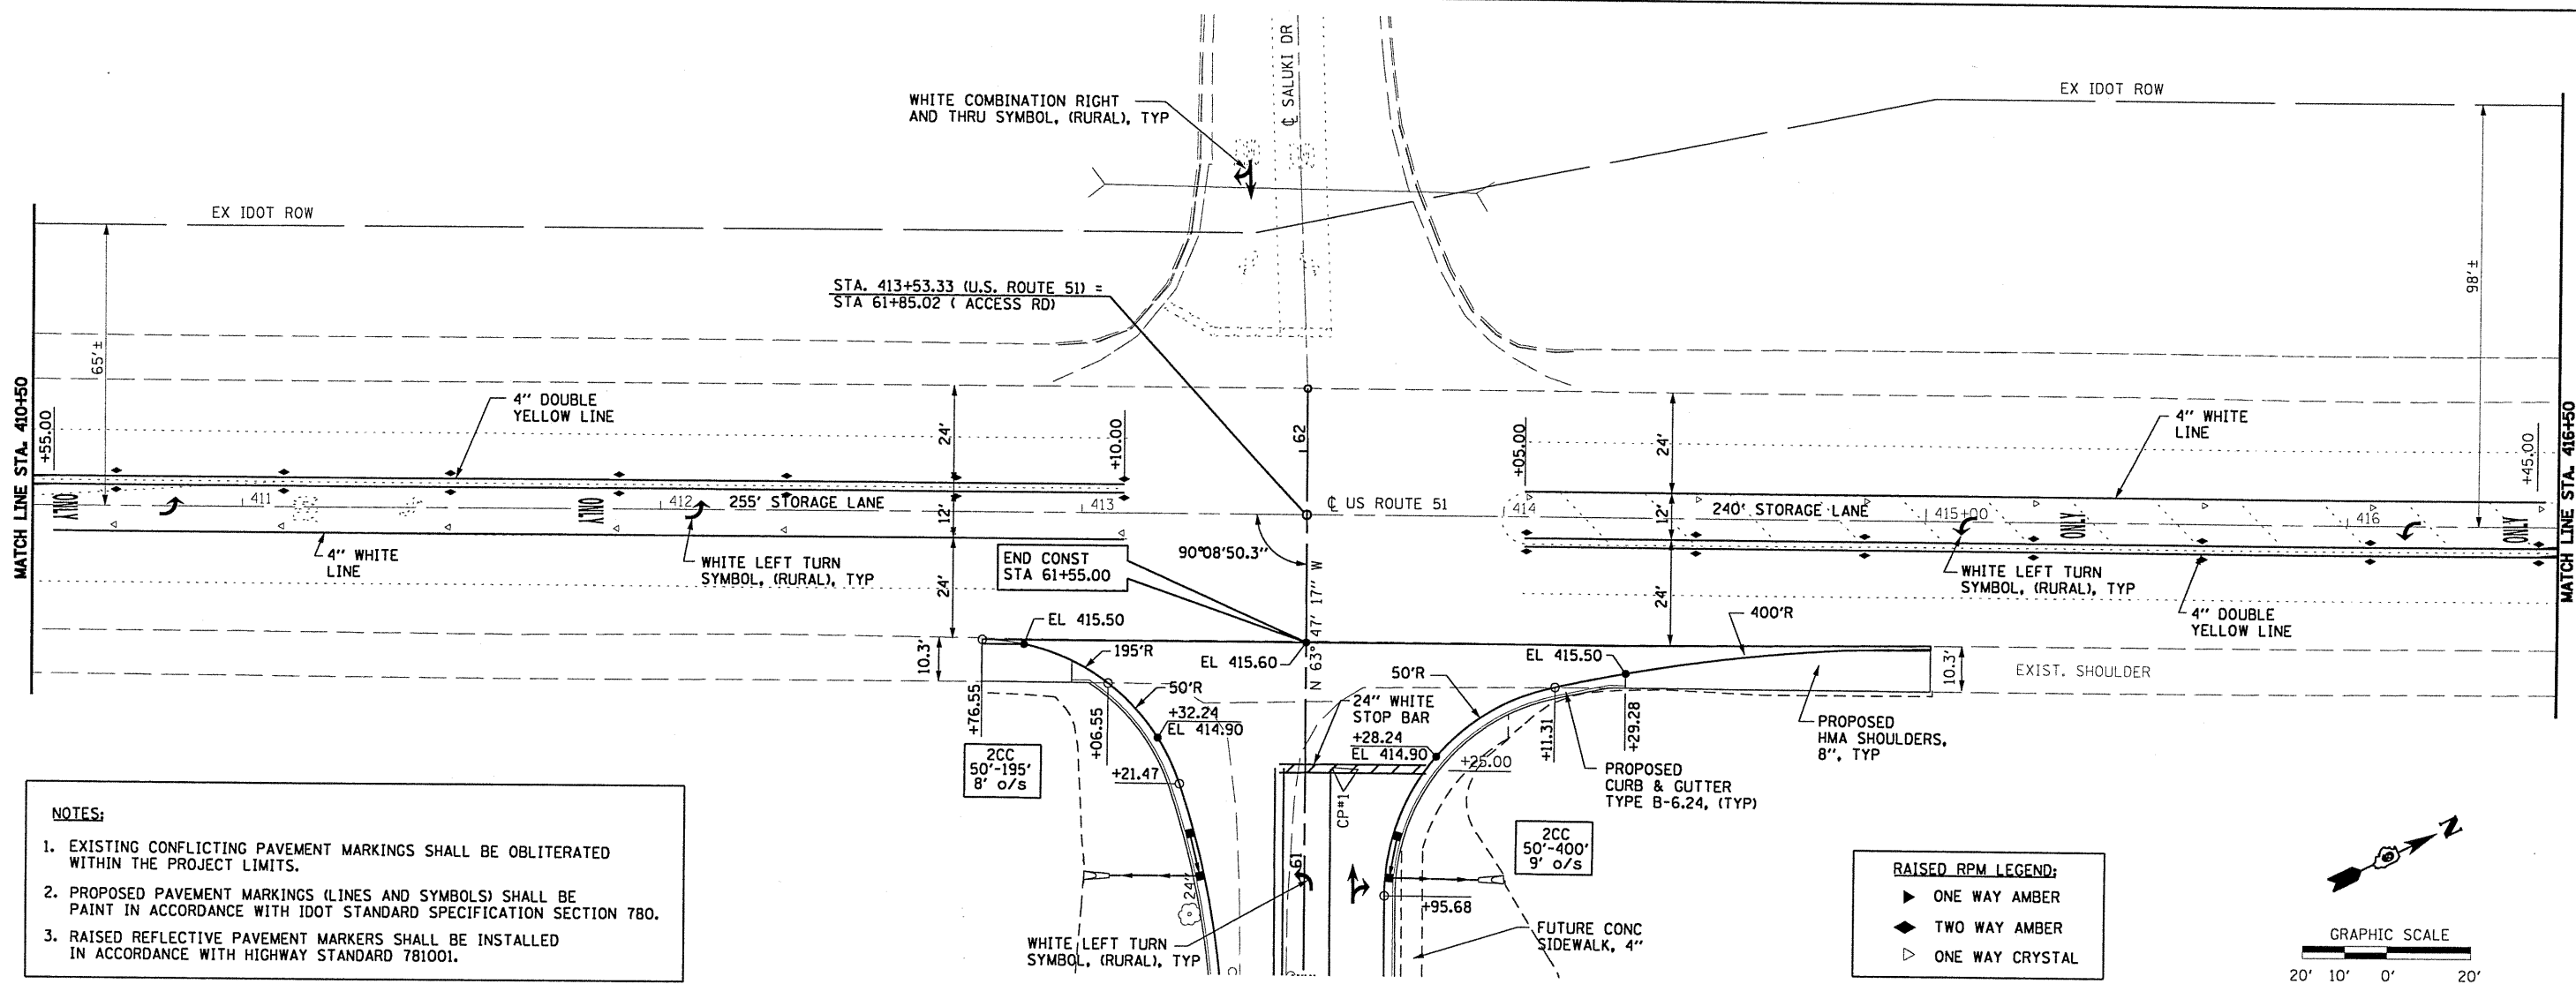 WHITE COMBINATION RIGHT
AND THRU SYMBOL, (RURAL), TYP
℄ SALUKI DR
EX IDOT ROW
EX IDOT ROW
98'±
65'±
STA. 413+53.33 (U.S. ROUTE 51) =
STA 61+85.02 ( ACCESS RD)
MATCH LINE STA. 410+50
+55.00
4" DOUBLE
YELLOW LINE
24'
+10.00
62
+05.00
24'
4" WHITE
LINE
+45.00
MATCH LINE STA. 416+50
ONLY
411
ONLY
412
255' STORAGE LANE
12'
413
℄ US ROUTE 51
414
12'
240' STORAGE LANE
415+00
ONLY
416
ONLY
4" WHITE
LINE
WHITE LEFT TURN
SYMBOL, (RURAL), TYP
24'
END CONST
STA 61+55.00
90°08'50.3"
N 63° 47' 17" W
24'
WHITE LEFT TURN
SYMBOL, (RURAL), TYP
4" DOUBLE
YELLOW LINE
400'R
EL 415.50
195'R
EL 415.60
EL 415.50
10.3'
10.3'
EXIST. SHOULDER
50'R
50'R
24" WHITE
STOP BAR
+76.55
+06.55
+32.24
EL 414.90
+28.24
EL 414.90
+11.31
+29.28
PROPOSED
HMA SHOULDERS,
8", TYP
2CC
50'-195'
8' o/s
+21.47
+25.00
PROPOSED
CURB & GUTTER
TYPE B-6.24, (TYP)
CP#1
2CC
50'-400'
9' o/s
61
24"
+95.68
WHITE LEFT TURN
SYMBOL, (RURAL), TYP
FUTURE CONC
SIDEWALK, 4"
NOTES:
1. EXISTING CONFLICTING PAVEMENT MARKINGS SHALL BE OBLITERATED
WITHIN THE PROJECT LIMITS.
2. PROPOSED PAVEMENT MARKINGS (LINES AND SYMBOLS) SHALL BE
PAINT IN ACCORDANCE WITH IDOT STANDARD SPECIFICATION SECTION 780.
3. RAISED REFLECTIVE PAVEMENT MARKERS SHALL BE INSTALLED
IN ACCORDANCE WITH HIGHWAY STANDARD 781001.
RAISED RPM LEGEND:
ONE WAY AMBER
TWO WAY AMBER
ONE WAY CRYSTAL
N
GRAPHIC SCALE
20' 10' 0' 20'